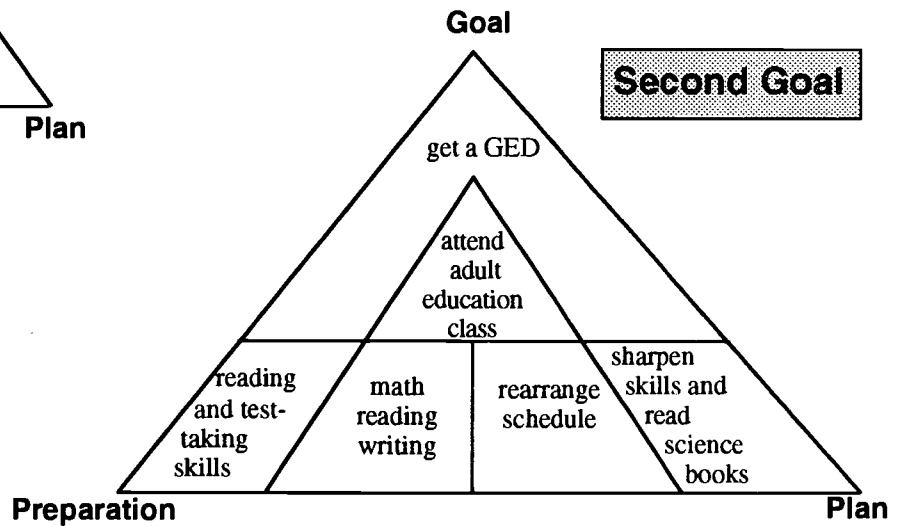 Goal
Second Goal
Plan
get a GED
attend
adult
education
class
reading
and test-
taking
skills
math
reading
writing
rearrange
schedule
sharpen
skills and
read
science
books
Preparation
Plan